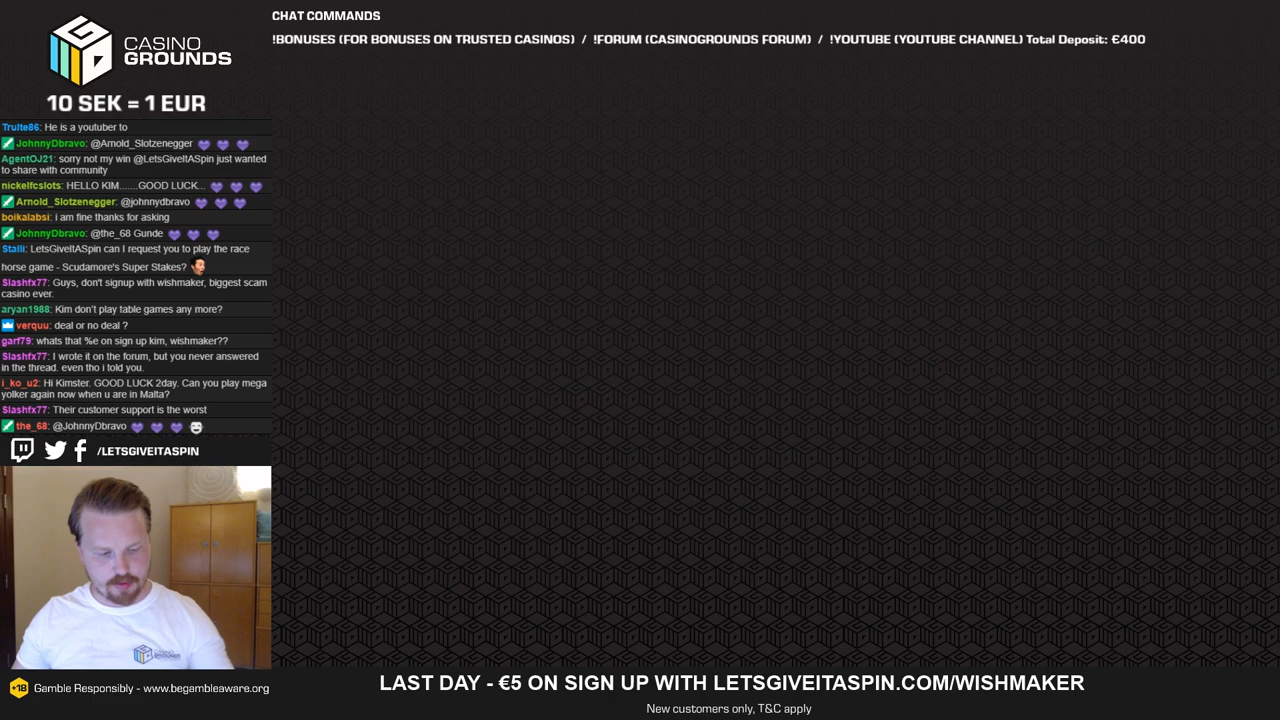 CHAT COMMANDS
!BONUSES (FOR BONUSES ON TRUSTED CASINOS) / !FORUM (CASINOGROUNDS FORUM) / !YOUTUBE (YOUTUBE CHANNEL) Total Deposit: €400
CASINO
GROUNDS
10 SEK = 1 EUR
Trulte86: He is a youtuber to
JohnnyDbravo: @Arnold_Slotzenegger
AgentOJ21: sorry not my win @LetsGiveItASpin just wanted
to share with community
nickelfcslots: HELLO KIM.......GOOD LUCK...
Arnold_Slotzenegger: @johnnydbravo
boikalabsi: i am fine thanks for asking
JohnnyDbravo: @the_68 Gunde
Stalli: LetsGiveItASpin can I request you to play the race
horse game - Scudamore's Super Stakes?
Slashfx77: Guys, don't signup with wishmaker, biggest scam
casino ever.
aryan1988: Kim don't play table games any more?
verquu: deal or no deal ?
garf79: whats that %e on sign up kim, wishmaker??
Slashfx77: I wrote it on the forum, but you never answered
in the thread. even tho i told you.
i_ko_u2: Hi Kimster. GOOD LUCK 2day. Can you play mega
yolker again now when u are in Malta?
Slashfx77: Their customer support is the worst
the_68: @JohnnyDbravo
/LETSGIVEITASPIN
CASINO
GROUNDS
+18 Gamble Responsibly - www.begambleaware.org
LAST DAY - €5 ON SIGN UP WITH LETSGIVEITASPIN.COM/WISHMAKER
New customers only, T&C apply